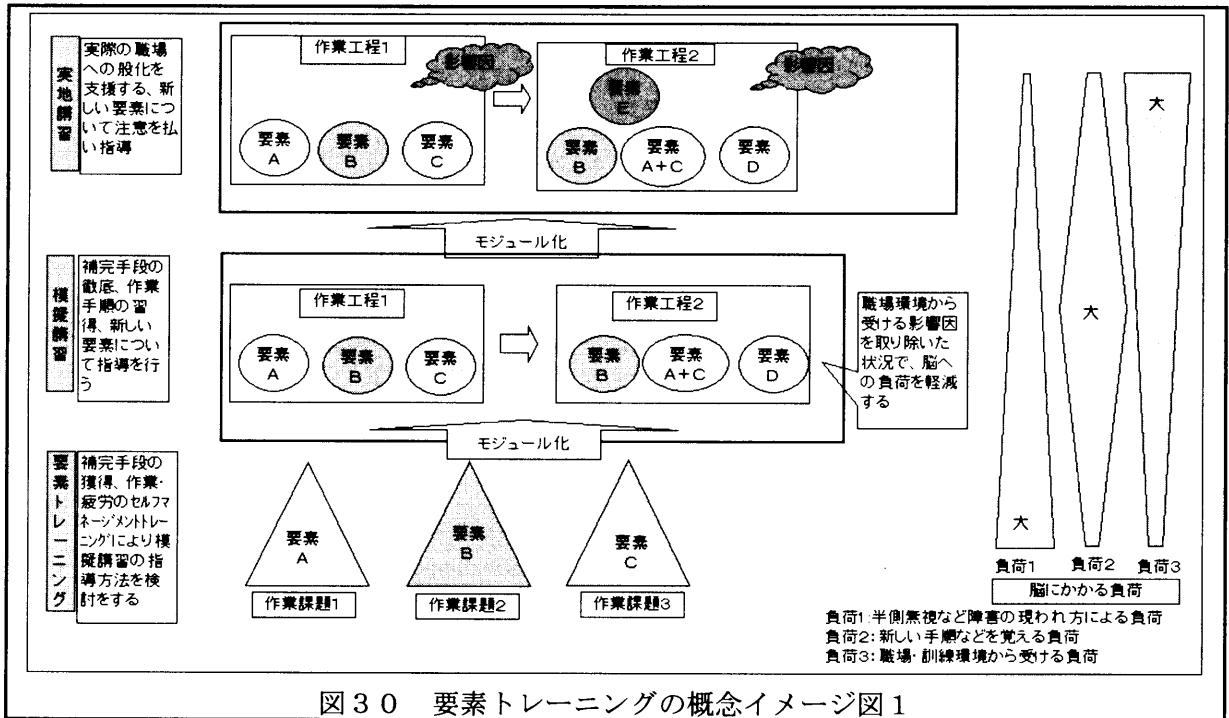 実地講習
実際の職場
への般化を
支援する、新
しい要素につ
いて注意を払
い指導
作業工程1
影響因
要素
A
要素
B
要素
C
作業工程2
影響因
要素
E
要素
B
要素
A+C
要素
D
モジュール化
模擬講習
補完手段の
徹底、作業
手順の習
得、新しい
要素につい
て指導を行
う
作業工程1
要素
A
要素
B
要素
C
作業工程2
要素
B
要素
A+C
要素
D
職場環境から
受ける影響因
を取り除いた
状況で、脳へ
の負荷を軽減
する
モジュール化
要素トレーニング
補完手段の
獲得、作業・
疲労のセルフマ
ネージメントトレー
ニングにより模
擬講習の指
導方法を検
討をする
要素
A
作業課題1
要素
B
作業課題2
要素
C
作業課題3
大
大
大
負荷1
負荷2
負荷3
脳にかかる負荷
負荷1:半側無視など障害の現われ方による負荷
負荷2:新しい手順などを覚える負荷
負荷3:職場・訓練環境から受ける負荷
図30 要素トレーニングの概念イメージ図1